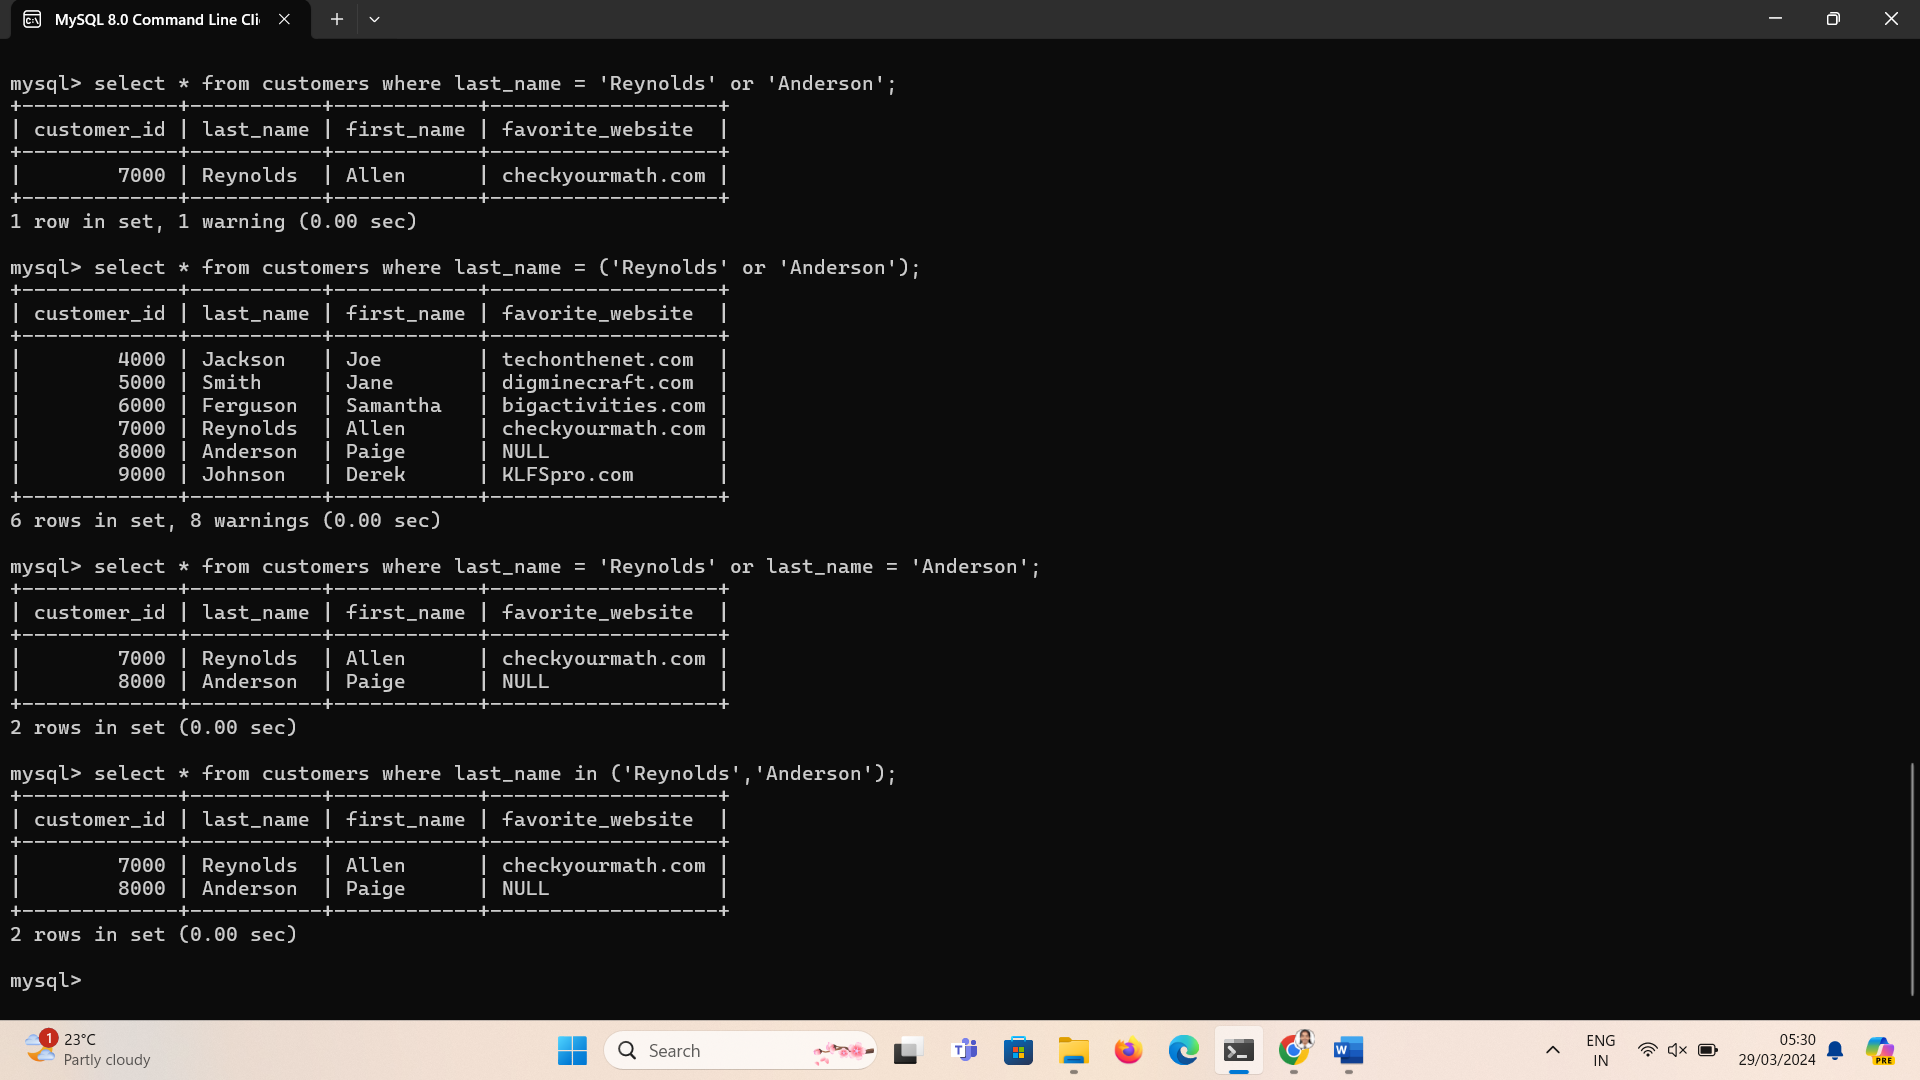 MySQL 8.0 Command Line Cli
mysql> select * from customers where last_name = 'Reynolds' or 'Anderson';
+-------------+-----------+------------+-------------------+
| customer_id | last_name | first_name | favorite_website  |
+-------------+-----------+------------+-------------------+
|        7000 | Reynolds  | Allen      | checkyourmath.com |
+-------------+-----------+------------+-------------------+
1 row in set, 1 warning (0.00 sec)
mysql> select * from customers where last_name = ('Reynolds' or 'Anderson');
+-------------+-----------+------------+-------------------+
| customer_id | last_name | first_name | favorite_website  |
+-------------+-----------+------------+-------------------+
|        4000 | Jackson   | Joe        | techonthenet.com  |
|        5000 | Smith     | Jane       | digminecraft.com  |
|        6000 | Ferguson  | Samantha   | bigactivities.com |
|        7000 | Reynolds  | Allen      | checkyourmath.com |
|        8000 | Anderson  | Paige      | NULL              |
|        9000 | Johnson   | Derek      | KLFSpro.com       |
+-------------+-----------+------------+-------------------+
6 rows in set, 8 warnings (0.00 sec)
mysql> select * from customers where last_name = 'Reynolds' or last_name = 'Anderson';
+-------------+-----------+------------+-------------------+
| customer_id | last_name | first_name | favorite_website  |
+-------------+-----------+------------+-------------------+
|        7000 | Reynolds  | Allen      | checkyourmath.com |
|        8000 | Anderson  | Paige      | NULL              |
+-------------+-----------+------------+-------------------+
2 rows in set (0.00 sec)
mysql> select * from customers where last_name in ('Reynolds','Anderson');
+-------------+-----------+------------+-------------------+
| customer_id | last_name | first_name | favorite_website  |
+-------------+-----------+------------+-------------------+
|        7000 | Reynolds  | Allen      | checkyourmath.com |
|        8000 | Anderson  | Paige      | NULL              |
+-------------+-----------+------------+-------------------+
2 rows in set (0.00 sec)
mysql>
1
23°C
Partly cloudy
Search
ENG
IN
05:30
29/03/2024
PRE